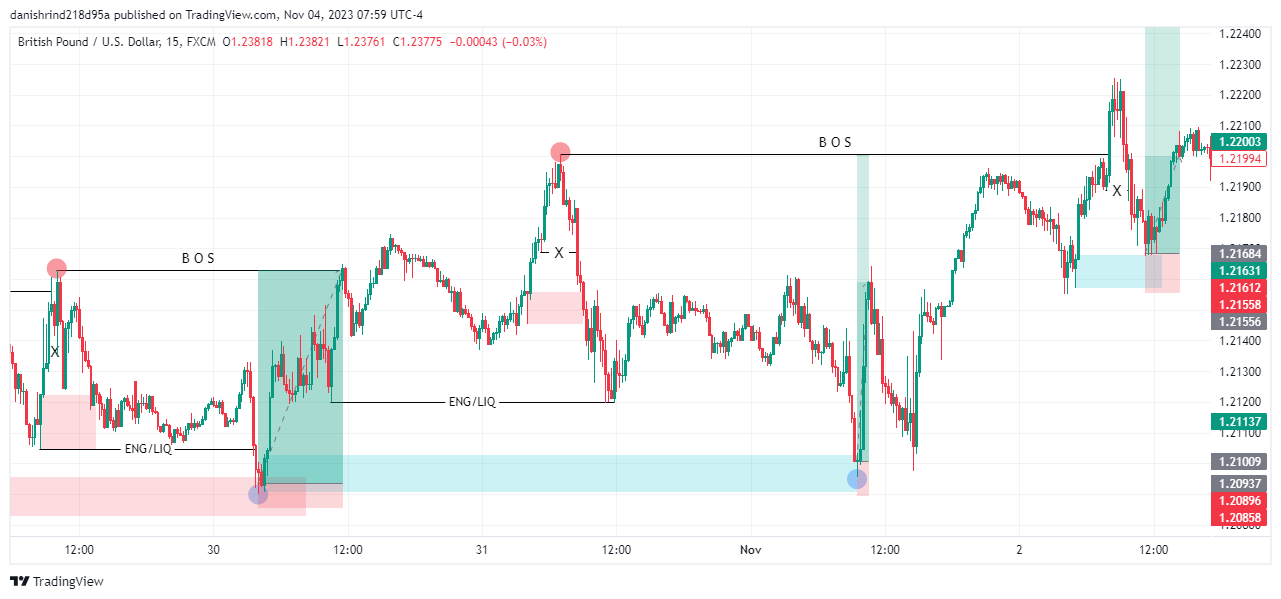 danishrind218d95a published on TradingView.com, Nov 04, 2023 07:59 UTC-4
British Pound / U.S. Dollar, 15, FXCM O1.23818 H1.23821 L1.23761 C1.23775 −0.00043 (−0.03%)
1.22400
1.22300
1.22200
1.22100
BOS
1.22003
1.21994
1.21900
X
1.21800
BOS
X
1.21684
1.21631
1.21612
1.21558
1.21556
X
1.21400
1.21300
1.21200
ENG/LIQ
1.21137
1.21100
ENG/LIQ
1.21009
1.20937
1.20896
1.20858
12:00
30
12:00
31
12:00
Nov
12:00
2
12:00
TradingView